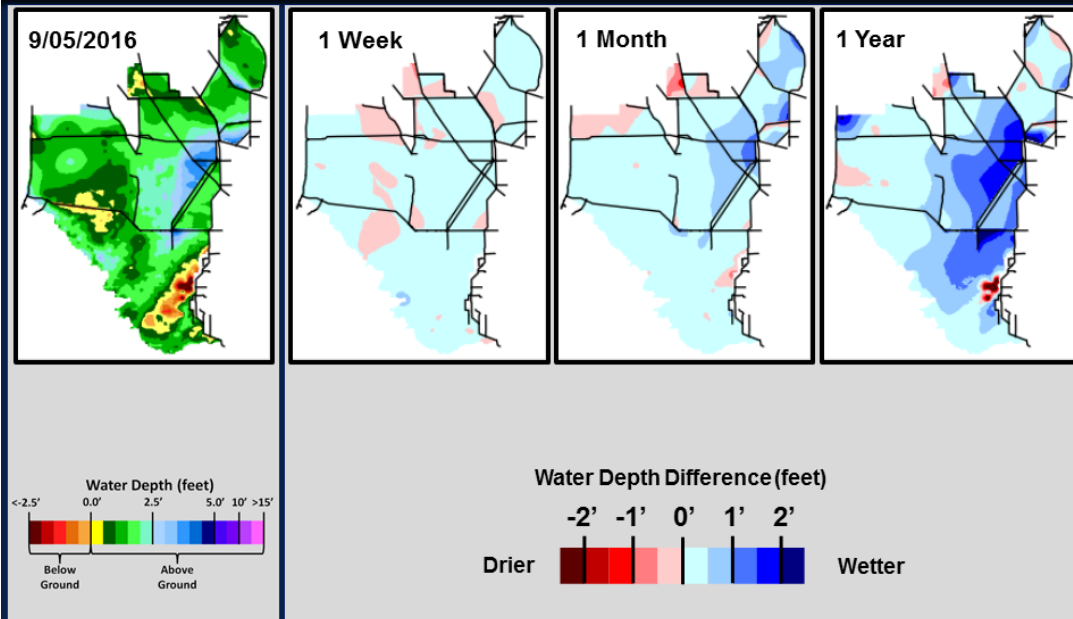 9/05/2016
1 Week
1 Month
1 Year
Water Depth (feet)
<-2.5' 0.0' 2.5' 5.0' 10' >15'
Below
Ground
Above
Ground
Water Depth Difference (feet)
-2' -1' 0' 1' 2'
Drier
Wetter